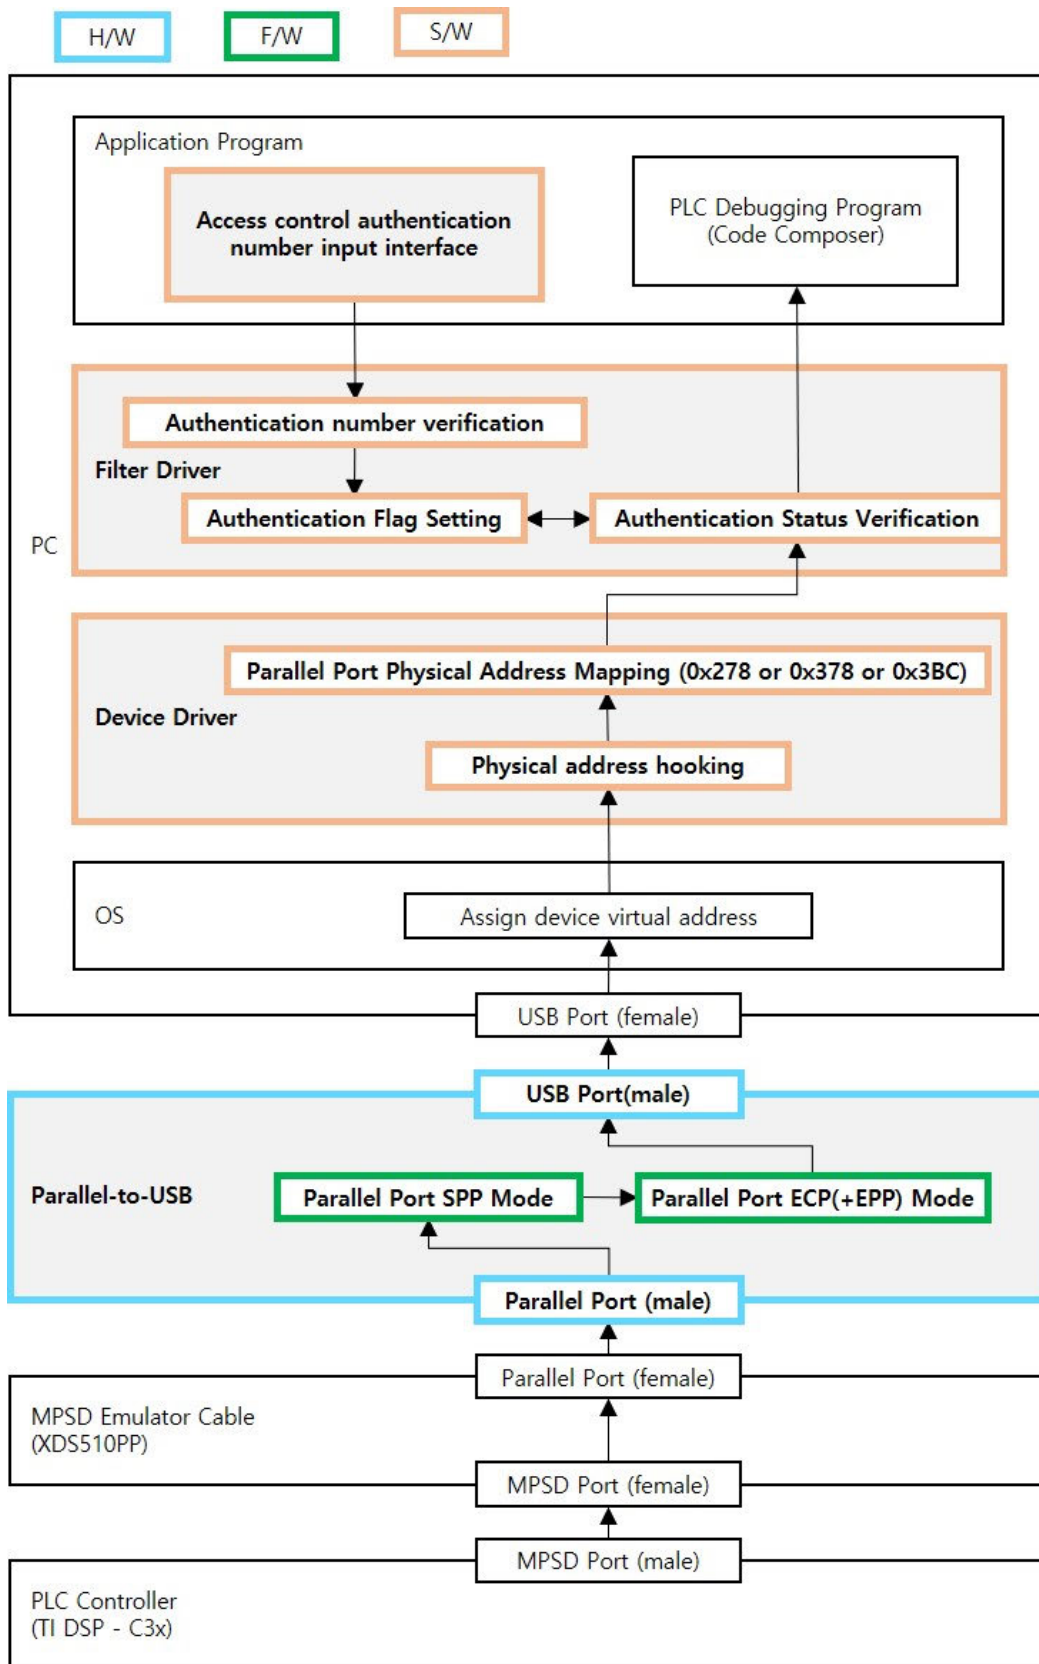 H/W
F/W
S/W
Application Program
Access control authentication
number input interface
PLC Debugging Program
(Code Composer)
Authentication number verification
Filter Driver
Authentication Flag Setting
Authentication Status Verification
PC
Parallel Port Physical Address Mapping (0x278 or 0x378 or 0x3BC)
Device Driver
Physical address hooking
OS
Assign device virtual address
USB Port (female)
USB Port(male)
Parallel-to-USB
Parallel Port SPP Mode
Parallel Port ECP(+EPP) Mode
Parallel Port (male)
Parallel Port (female)
MPSD Emulator Cable
(XDS510PP)
MPSD Port (female)
MPSD Port (male)
PLC Controller
(TI DSP - C3x)